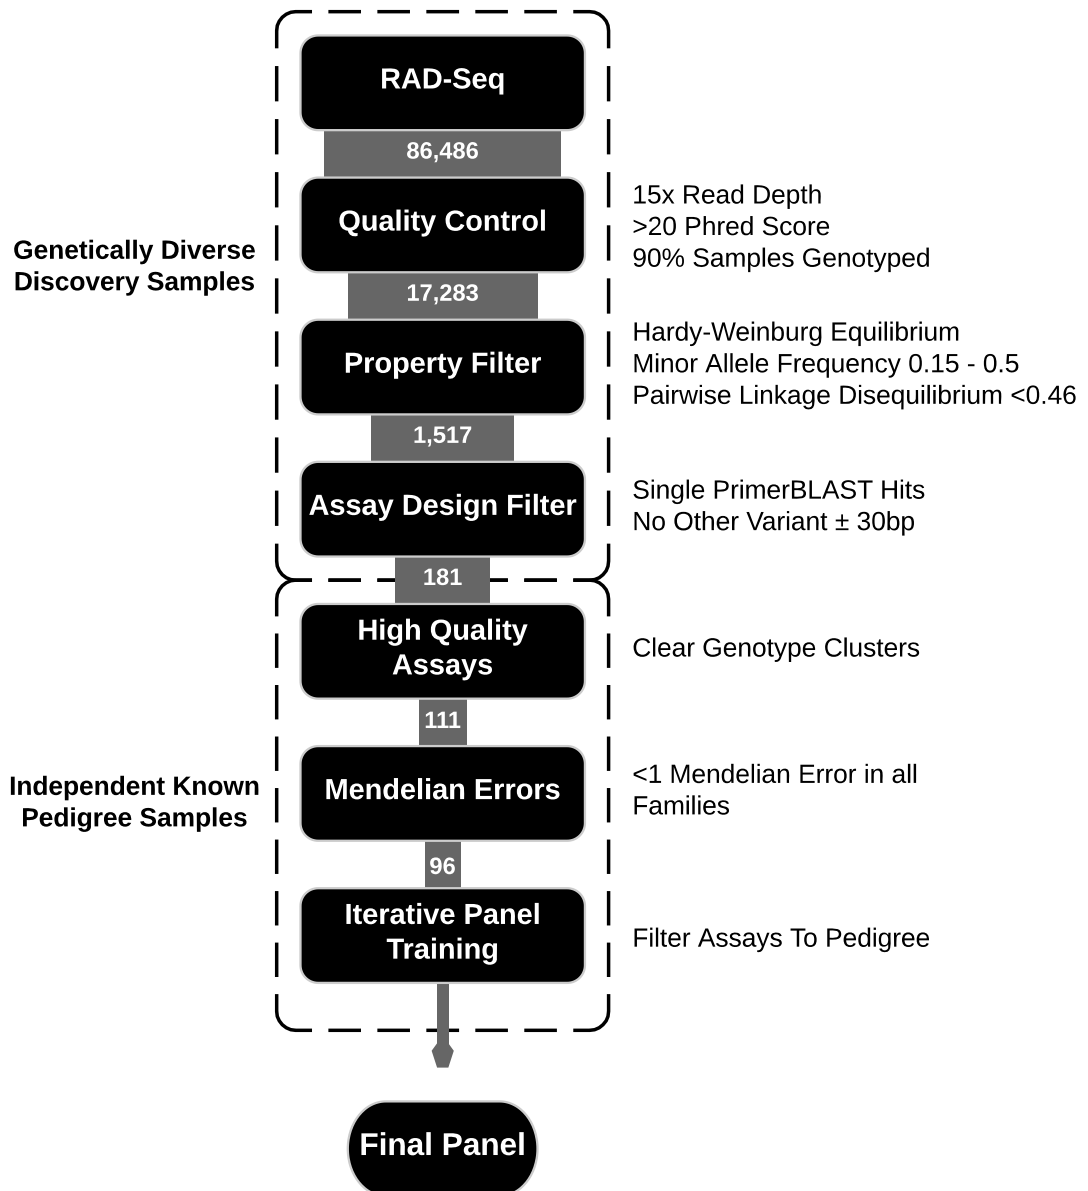 RAD-Seq
86,486
Quality Control
15x Read Depth
>20 Phred Score
90% Samples Genotyped
Genetically Diverse
Discovery Samples
17,283
Property Filter
Hardy-Weinburg Equilibrium
Minor Allele Frequency 0.15 - 0.5
Pairwise Linkage Disequilibrium <0.46
1,517
Assay Design Filter
Single PrimerBLAST Hits
No Other Variant ± 30bp
181
High Quality
Assays
Clear Genotype Clusters
111
Independent Known
Pedigree Samples
Mendelian Errors
<1 Mendelian Error in all
Families
96
Iterative Panel
Training
Filter Assays To Pedigree
Final Panel